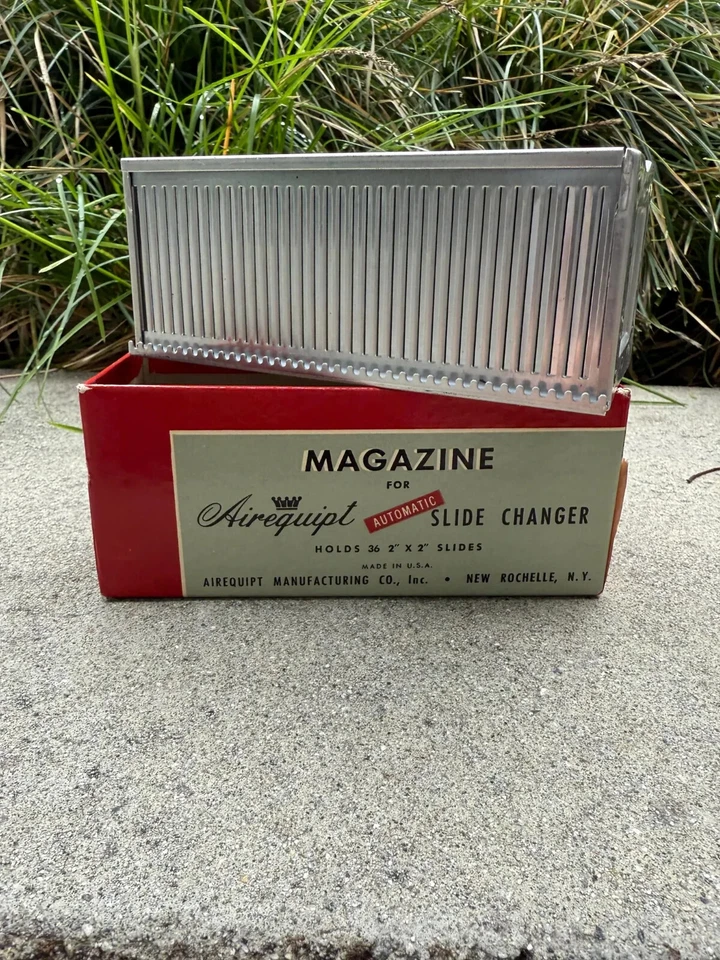 MAGAZINE
FOR
Airequipt AUTOMATIC SLIDE CHANGER
HOLDS 36 2" X 2" SLIDES
MADE IN U.S.A.
AIREQUIPT MANUFACTURING CO., Inc. • NEW ROCHELLE, N.Y.